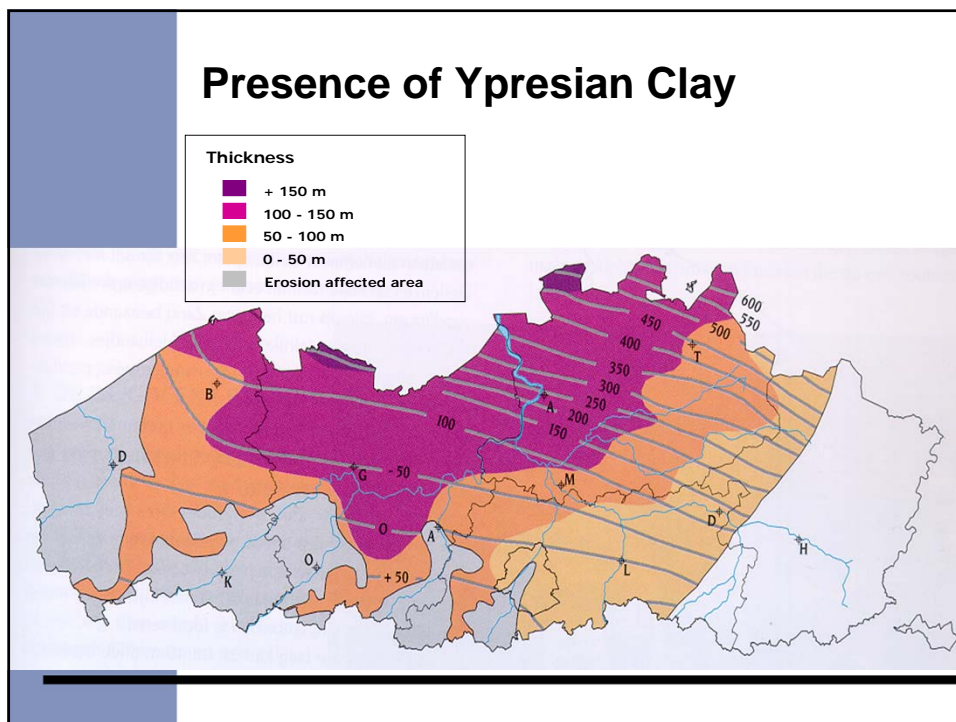 Presence of Ypresian Clay
Thickness
+ 150 m
100 - 150 m
50 - 100 m
0 - 50 m
Erosion affected area
600
550
500
450
400
350
300
250
200
150
100
- 50
0
+ 50
T
B
A
D
G
M
A
D
H
O
L
K